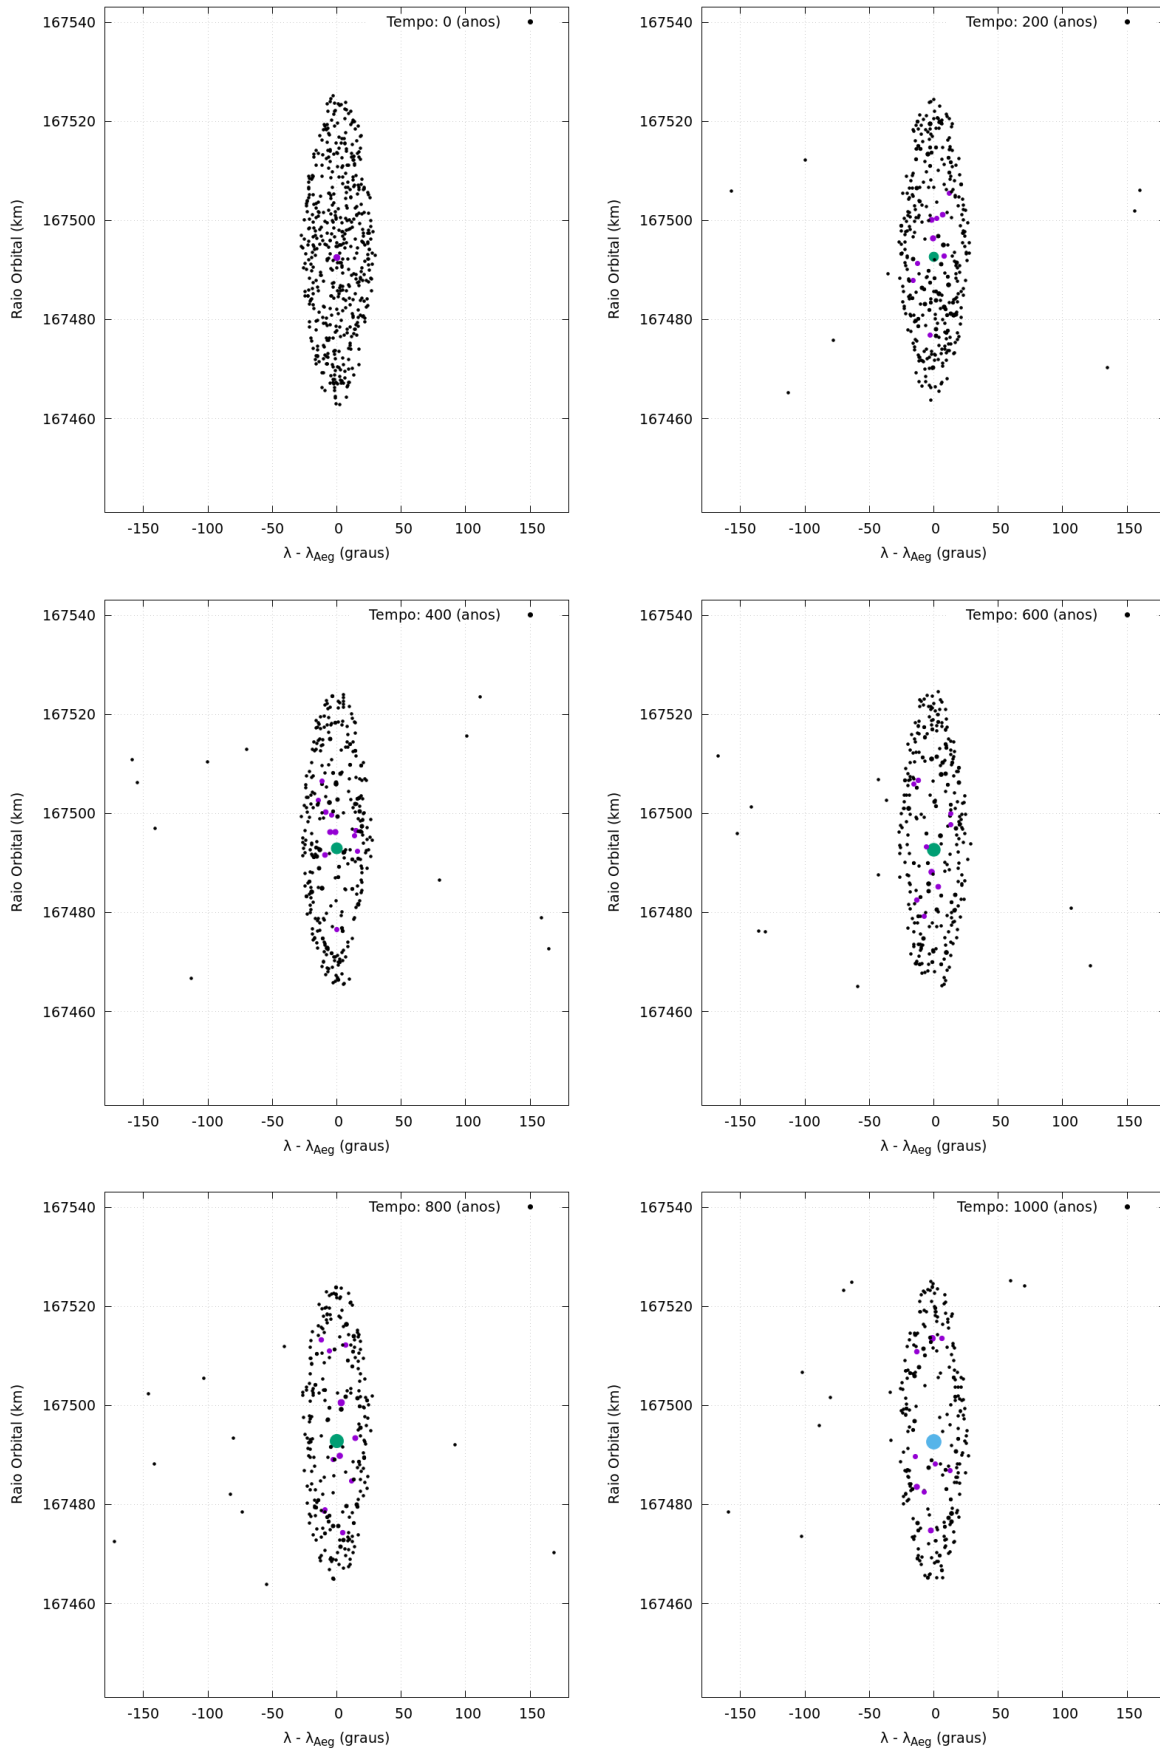 Tempo: 0 (anos)
167540
167520
167500
167480
167460
Raio Orbital (km)
-150 -100 -50 0 50 100 150
λ - λAeg (graus)
Tempo: 200 (anos)
167540
167520
167500
167480
167460
Raio Orbital (km)
-150 -100 -50 0 50 100 150
λ - λAeg (graus)
Tempo: 400 (anos)
167540
167520
167500
167480
167460
Raio Orbital (km)
-150 -100 -50 0 50 100 150
λ - λAeg (graus)
Tempo: 600 (anos)
167540
167520
167500
167480
167460
Raio Orbital (km)
-150 -100 -50 0 50 100 150
λ - λAeg (graus)
Tempo: 800 (anos)
167540
167520
167500
167480
167460
Raio Orbital (km)
-150 -100 -50 0 50 100 150
λ - λAeg (graus)
Tempo: 1000 (anos)
167540
167520
167500
167480
167460
Raio Orbital (km)
-150 -100 -50 0 50 100 150
λ - λAeg (graus)